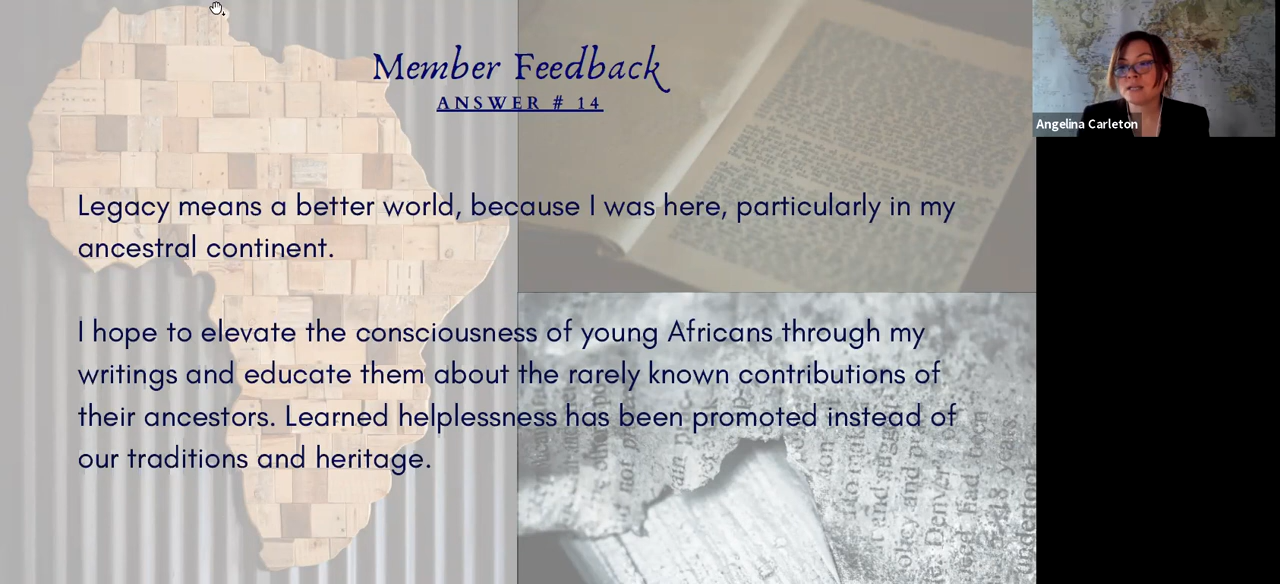 Member Feedback
ANSWER # 14
Angelina Carleton
Legacy means a better world, because I was here, particularly in my
ancestral continent.
I hope to elevate the consciousness of young Africans through my
writings and educate them about the rarely known contributions of
their ancestors. Learned helplessness has been promoted instead of
our traditions and heritage.